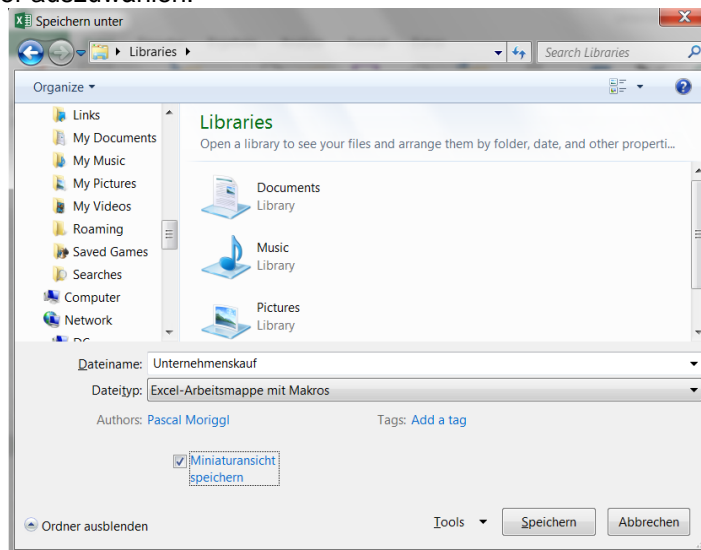 er auszuwählen.
Speichern unter
Libraries
Search Libraries
Organize
Links
My Documents
My Music
My Pictures
My Videos
Roaming
Saved Games
Searches
Computer
Network
Libraries
Open a library to see your files and arrange them by folder, date, and other properti...
Documents
Library
Music
Library
Pictures
Library
Dateiname: Unternehmenskauf
Dateityp: Excel-Arbeitsmappe mit Makros
Authors: Pascal Moriggl Tags: Add a tag
Miniaturansicht
speichern
Ordner ausblenden Tools Speichern Abbrechen